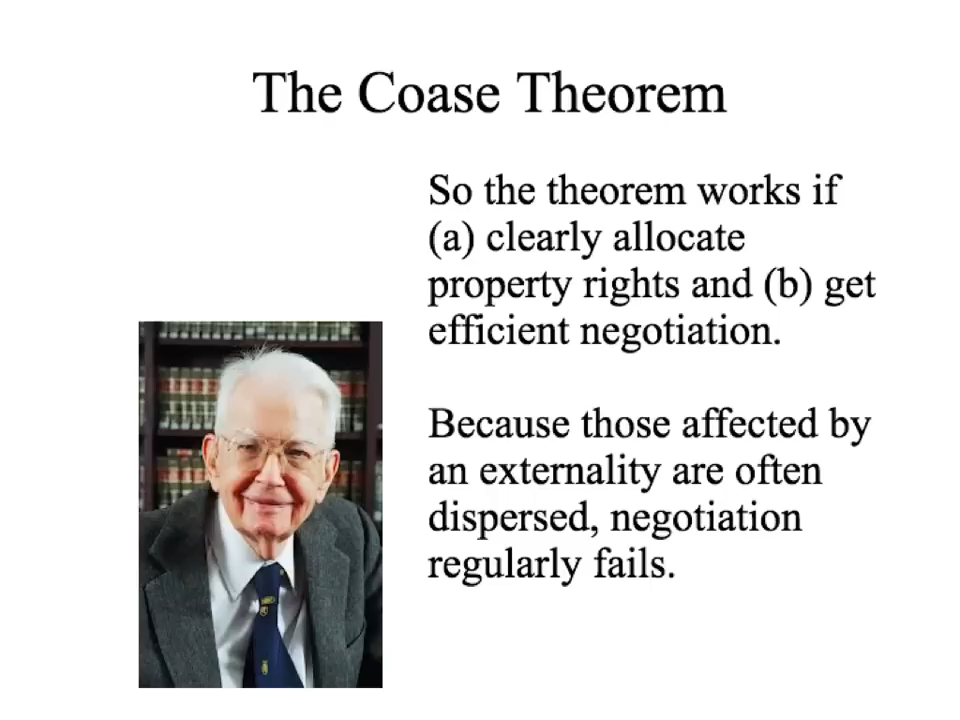 The Coase Theorem
So the theorem works if
(a) clearly allocate
property rights and (b) get
efficient negotiation.
Because those affected by
an externality are often
dispersed, negotiation
regularly fails.